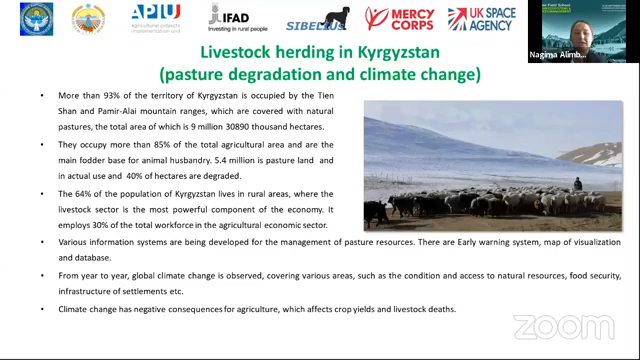 APIU
agricultural projects
implementation unit
IFAD
Investing in rural people
SIBELIUs
MERCY
CORPS
UK SPACE
AGENCY
Nagima Alimb...
Livestock herding in Kyrgyzstan
(pasture degradation and climate change)
• More than 93% of the territory of Kyrgyzstan is occupied by the Tien
Shan and Pamir-Alai mountain ranges, which are covered with natural
pastures, the total area of which is 9 million 30890 thousand hectares.
• They occupy more than 85% of the total agricultural area and are the
main fodder base for animal husbandry. 5.4 million is pasture land and
in actual use and 40% of hectares are degraded.
• The 64% of the population of Kyrgyzstan lives in rural areas, where the
livestock sector is the most powerful component of the economy. It
employs 30% of the total workforce in the agricultural economic sector.
• Various information systems are being developed for the management of pasture resources. There are Early warning system, map of visualization
and database.
• From year to year, global climate change is observed, covering various areas, such as the condition and access to natural resources, food security,
infrastructure of settlements etc.
• Climate change has negative consequences for agriculture, which affects crop yields and livestock deaths.
zoom